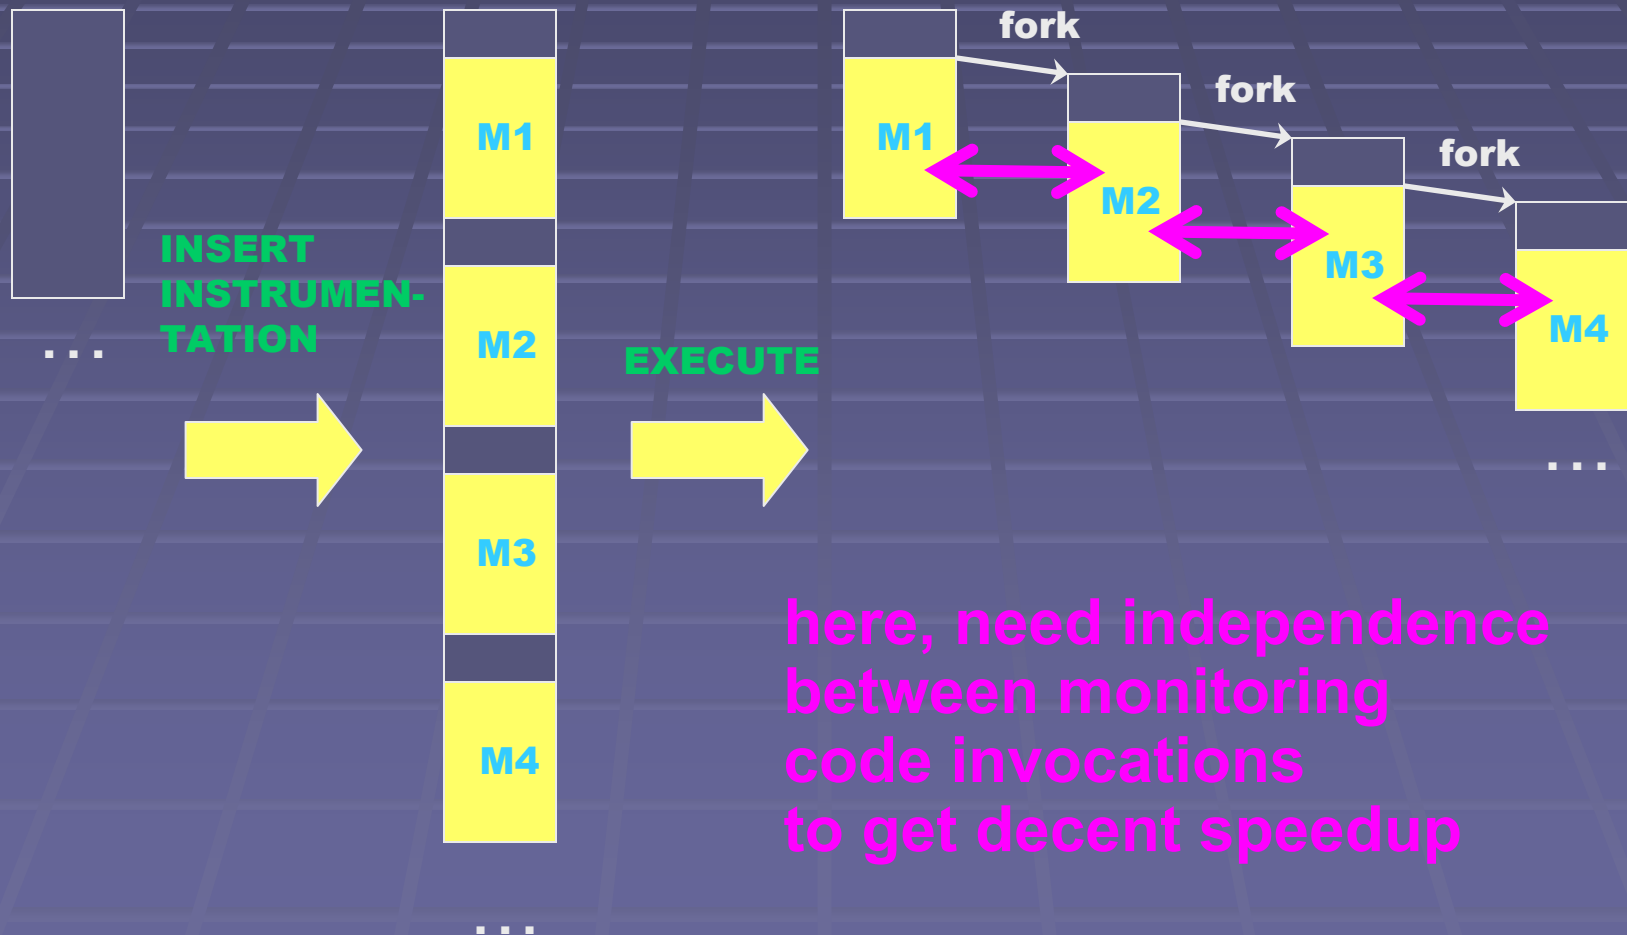 ...
INSERT
INSTRUMEN-
TATION
M1
M2
M3
M4
...
EXECUTE
fork
fork
fork
M1
M2
M3
M4
...
here, need independence
between monitoring
code invocations
to get decent speedup